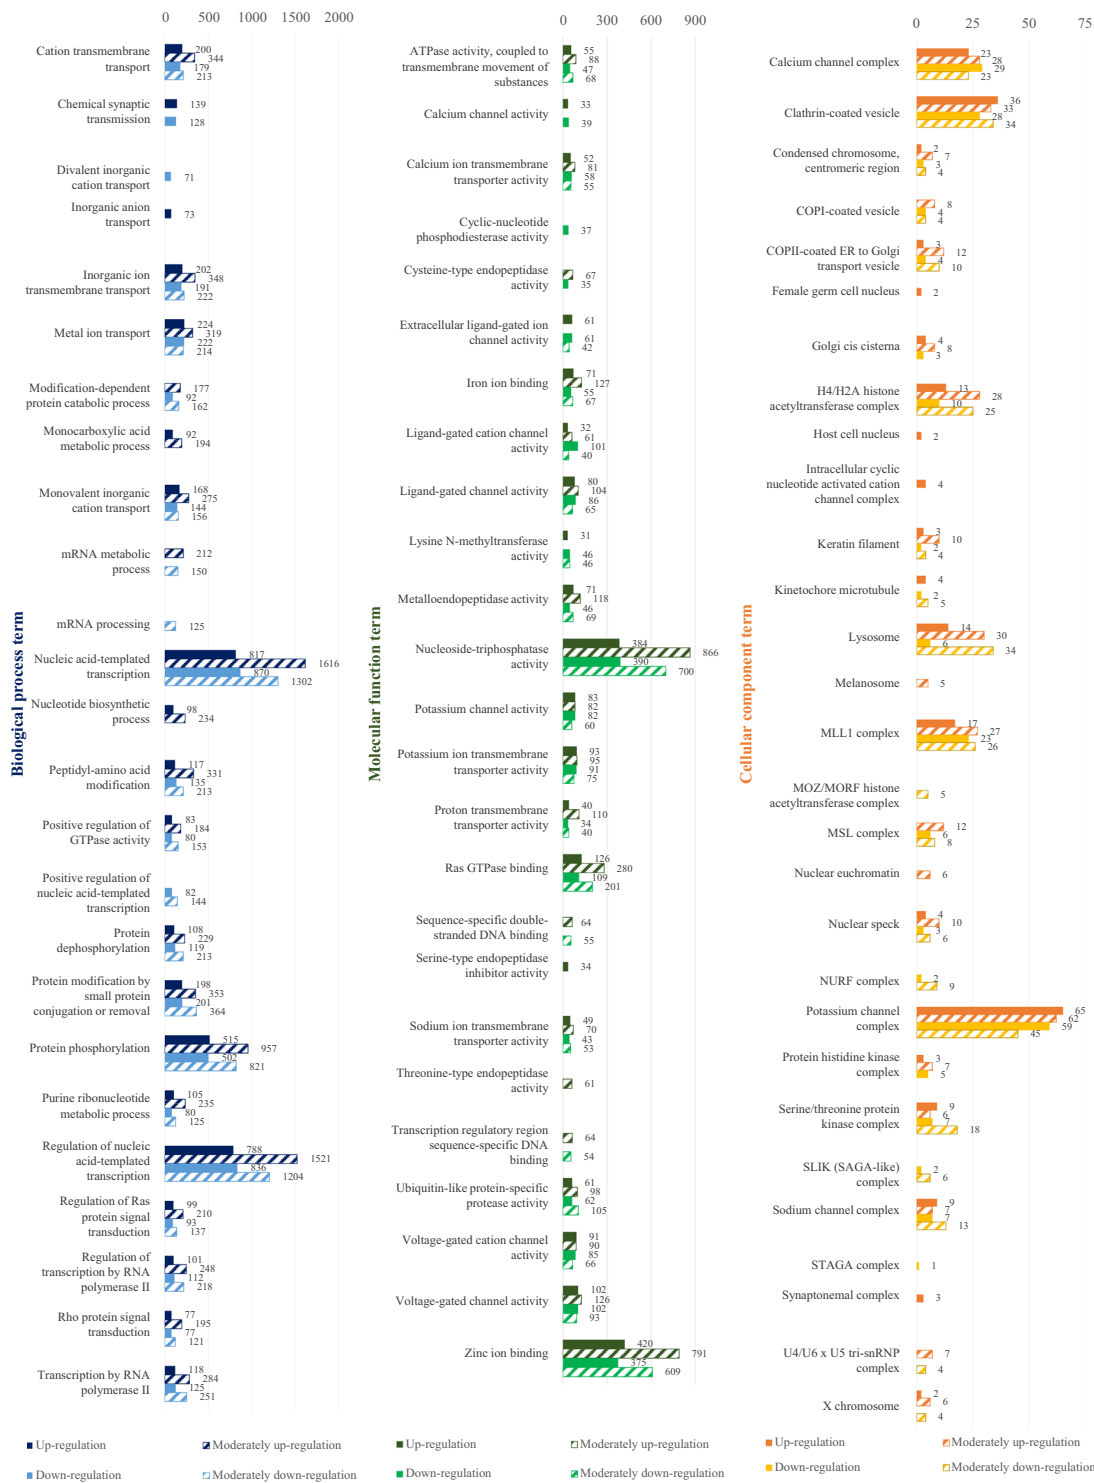 0 500 1000 1500 2000
Cation transmembrane
transport
200
344
179
213
Chemical synaptic
transmission
139
128
Divalent inorganic
cation transport
71
Inorganic anion
transport
73
Inorganic ion
transmembrane transport
202
348
191
222
Metal ion transport
224
319
222
214
Modification-dependent
protein catabolic process
177
92
162
Monocarboxylic acid
metabolic process
92
194
Monovalent inorganic
cation transport
168
275
144
156
mRNA metabolic
process
212
150
mRNA processing
125
Nucleic acid-templated
transcription
817
1616
870
1302
Nucleotide biosynthetic
process
98
234
Peptidyl-amino acid
modification
117
331
135
213
Positive regulation of
GTPase activity
83
184
80
153
Positive regulation of
nucleic acid-templated
transcription
82
144
Protein
dephosphorylation
108
229
119
213
Protein modification by
small protein
conjugation or removal
198
353
201
364
Protein phosphorylation
515
957
502
821
Purine ribonucleotide
metabolic process
105
235
80
125
Regulation of nucleic
acid-templated
transcription
788
1521
836
1204
Regulation of Ras
protein signal
transduction
99
210
93
137
Regulation of
transcription by RNA
polymerase II
101
248
112
218
Rho protein signal
transduction
77
195
77
121
Transcription by RNA
polymerase II
118
284
125
251
Biological process term
Up-regulation
Moderately up-regulation
Down-regulation
Moderately down-regulation
0 300 600 900
ATPase activity, coupled to
transmembrane movement of
substances
55
88
47
68
Calcium channel activity
33
39
Calcium ion transmembrane
transporter activity
52
81
58
55
Cyclic-nucleotide
phosphodiesterase activity
37
Cysteine-type endopeptidase
activity
67
35
Extracellular ligand-gated ion
channel activity
61
61
42
Iron ion binding
71
127
55
67
Ligand-gated cation channel
activity
32
61
101
40
Ligand-gated channel activity
80
104
86
65
Lysine N-methyltransferase
activity
31
46
46
Metalloendopeptidase activity
71
118
46
69
Nucleoside-triphosphatase
activity
384
866
390
700
Potassium channel activity
83
82
82
60
Potassium ion transmembrane
transporter activity
93
95
91
75
Proton transmembrane
transporter activity
40
110
34
40
Ras GTPase binding
126
280
109
201
Sequence-specific double-
stranded DNA binding
64
55
Serine-type endopeptidase
inhibitor activity
34
Sodium ion transmembrane
transporter activity
49
70
43
53
Threonine-type endopeptidase
activity
61
Transcription regulatory region
sequence-specific DNA
binding
64
54
Ubiquitin-like protein-specific
protease activity
61
98
62
105
Voltage-gated cation channel
activity
91
90
85
66
Voltage-gated channel activity
102
126
102
93
Zinc ion binding
420
791
375
609
Molecular function term
Up-regulation
Moderately up-regulation
Down-regulation
Moderately down-regulation
0 25 50 75
Calcium channel complex
23
28
29
23
Clathrin-coated vesicle
36
33
28
34
Condensed chromosome,
centromeric region
2
7
3
4
COPI-coated vesicle
8
4
4
COPII-coated ER to Golgi
transport vesicle
3
12
4
10
Female germ cell nucleus
2
Golgi cis cisterna
4
8
3
H4/H2A histone
acetyltransferase complex
13
28
10
25
Host cell nucleus
2
Intracellular cyclic
nucleotide activated cation
channel complex
4
Keratin filament
3
10
2
4
Kinetochore microtubule
4
2
5
Lysosome
14
30
6
34
Melanosome
5
MLL1 complex
17
27
23
26
MOZ/MORF histone
acetyltransferase complex
5
MSL complex
12
6
8
Nuclear euchromatin
6
Nuclear speck
4
10
3
6
NURF complex
2
9
Potassium channel
complex
65
62
59
45
Protein histidine kinase
complex
3
7
5
Serine/threonine protein
kinase complex
9
6
7
18
SLIK (SAGA-like)
complex
2
6
Sodium channel complex
9
7
7
13
STAGA complex
1
Synaptonemal complex
3
U4/U6 x U5 tri-snRNP
complex
7
4
X chromosome
2
6
4
Cellular component term
Up-regulation
Moderately up-regulation
Down-regulation
Moderately down-regulation